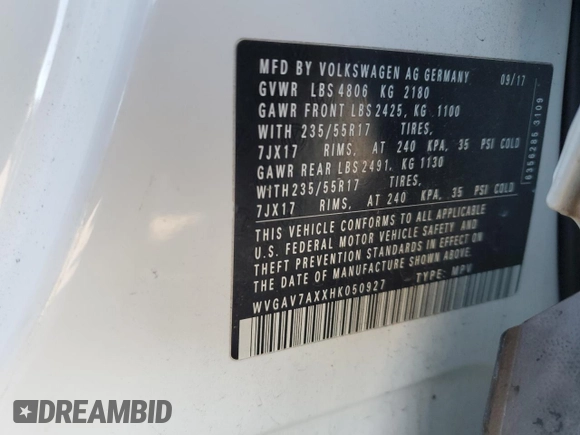 MFD BY VOLKSWAGEN AG GERMANY 09/17
GVWR LBS 4806 KG 2180
GAWR FRONT LBS 2425, KG 1100
WITH 235/55R17 TIRES,
7JX17 RIMS, AT 240 KPA, 35 PSI COLD
GAWR REAR LBS 2491, KG 1130
WITH 235/55R17 TIRES,
7JX17 RIMS, AT 240 KPA, 35 PSI COLD
THIS VEHICLE CONFORMS TO ALL APPLICABLE
U.S. FEDERAL MOTOR VEHICLE SAFETY AND
THEFT PREVENTION STANDARDS IN EFFECT ON
THE DATE OF MANUFACTURE SHOWN ABOVE.
WVGAV7AXXHK050927 TYPE: MPV
6356285 3109
DREAMBID